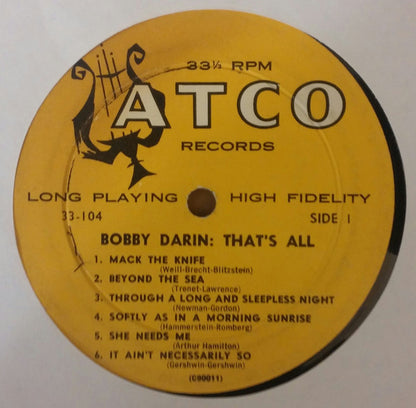 33⅓ RPM
ATCO
RECORDS
LONG PLAYING HIGH FIDELITY
33-104 SIDE 1
BOBBY DARIN: THAT'S ALL
1. MACK THE KNIFE
(Weill-Brecht-Blitzstein)
2. BEYOND THE SEA
(Trenet-Lawrence)
3. THROUGH A LONG AND SLEEPLESS NIGHT
(Newman-Gordon)
4. SOFTLY AS IN A MORNING SUNRISE
(Hammerstein-Romberg)
5. SHE NEEDS ME
(Arthur Hamilton)
6. IT AIN'T NECESSARILY SO
(Gershwin-Gershwin)
(C90011)